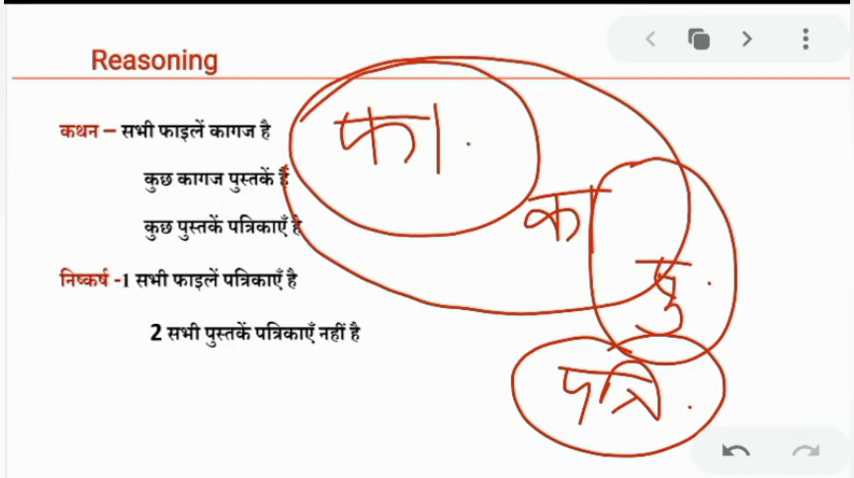 Reasoning
कथन – सभी फाइलें कागज है
कुछ कागज पुस्तकें हैं
कुछ पुस्तकें पत्रिकाएँ है
निष्कर्ष -1 सभी फाइलें पत्रिकाएँ है
2 सभी पुस्तकें पत्रिकाएँ नहीं है
फा.
का
पु.
पत्रि.